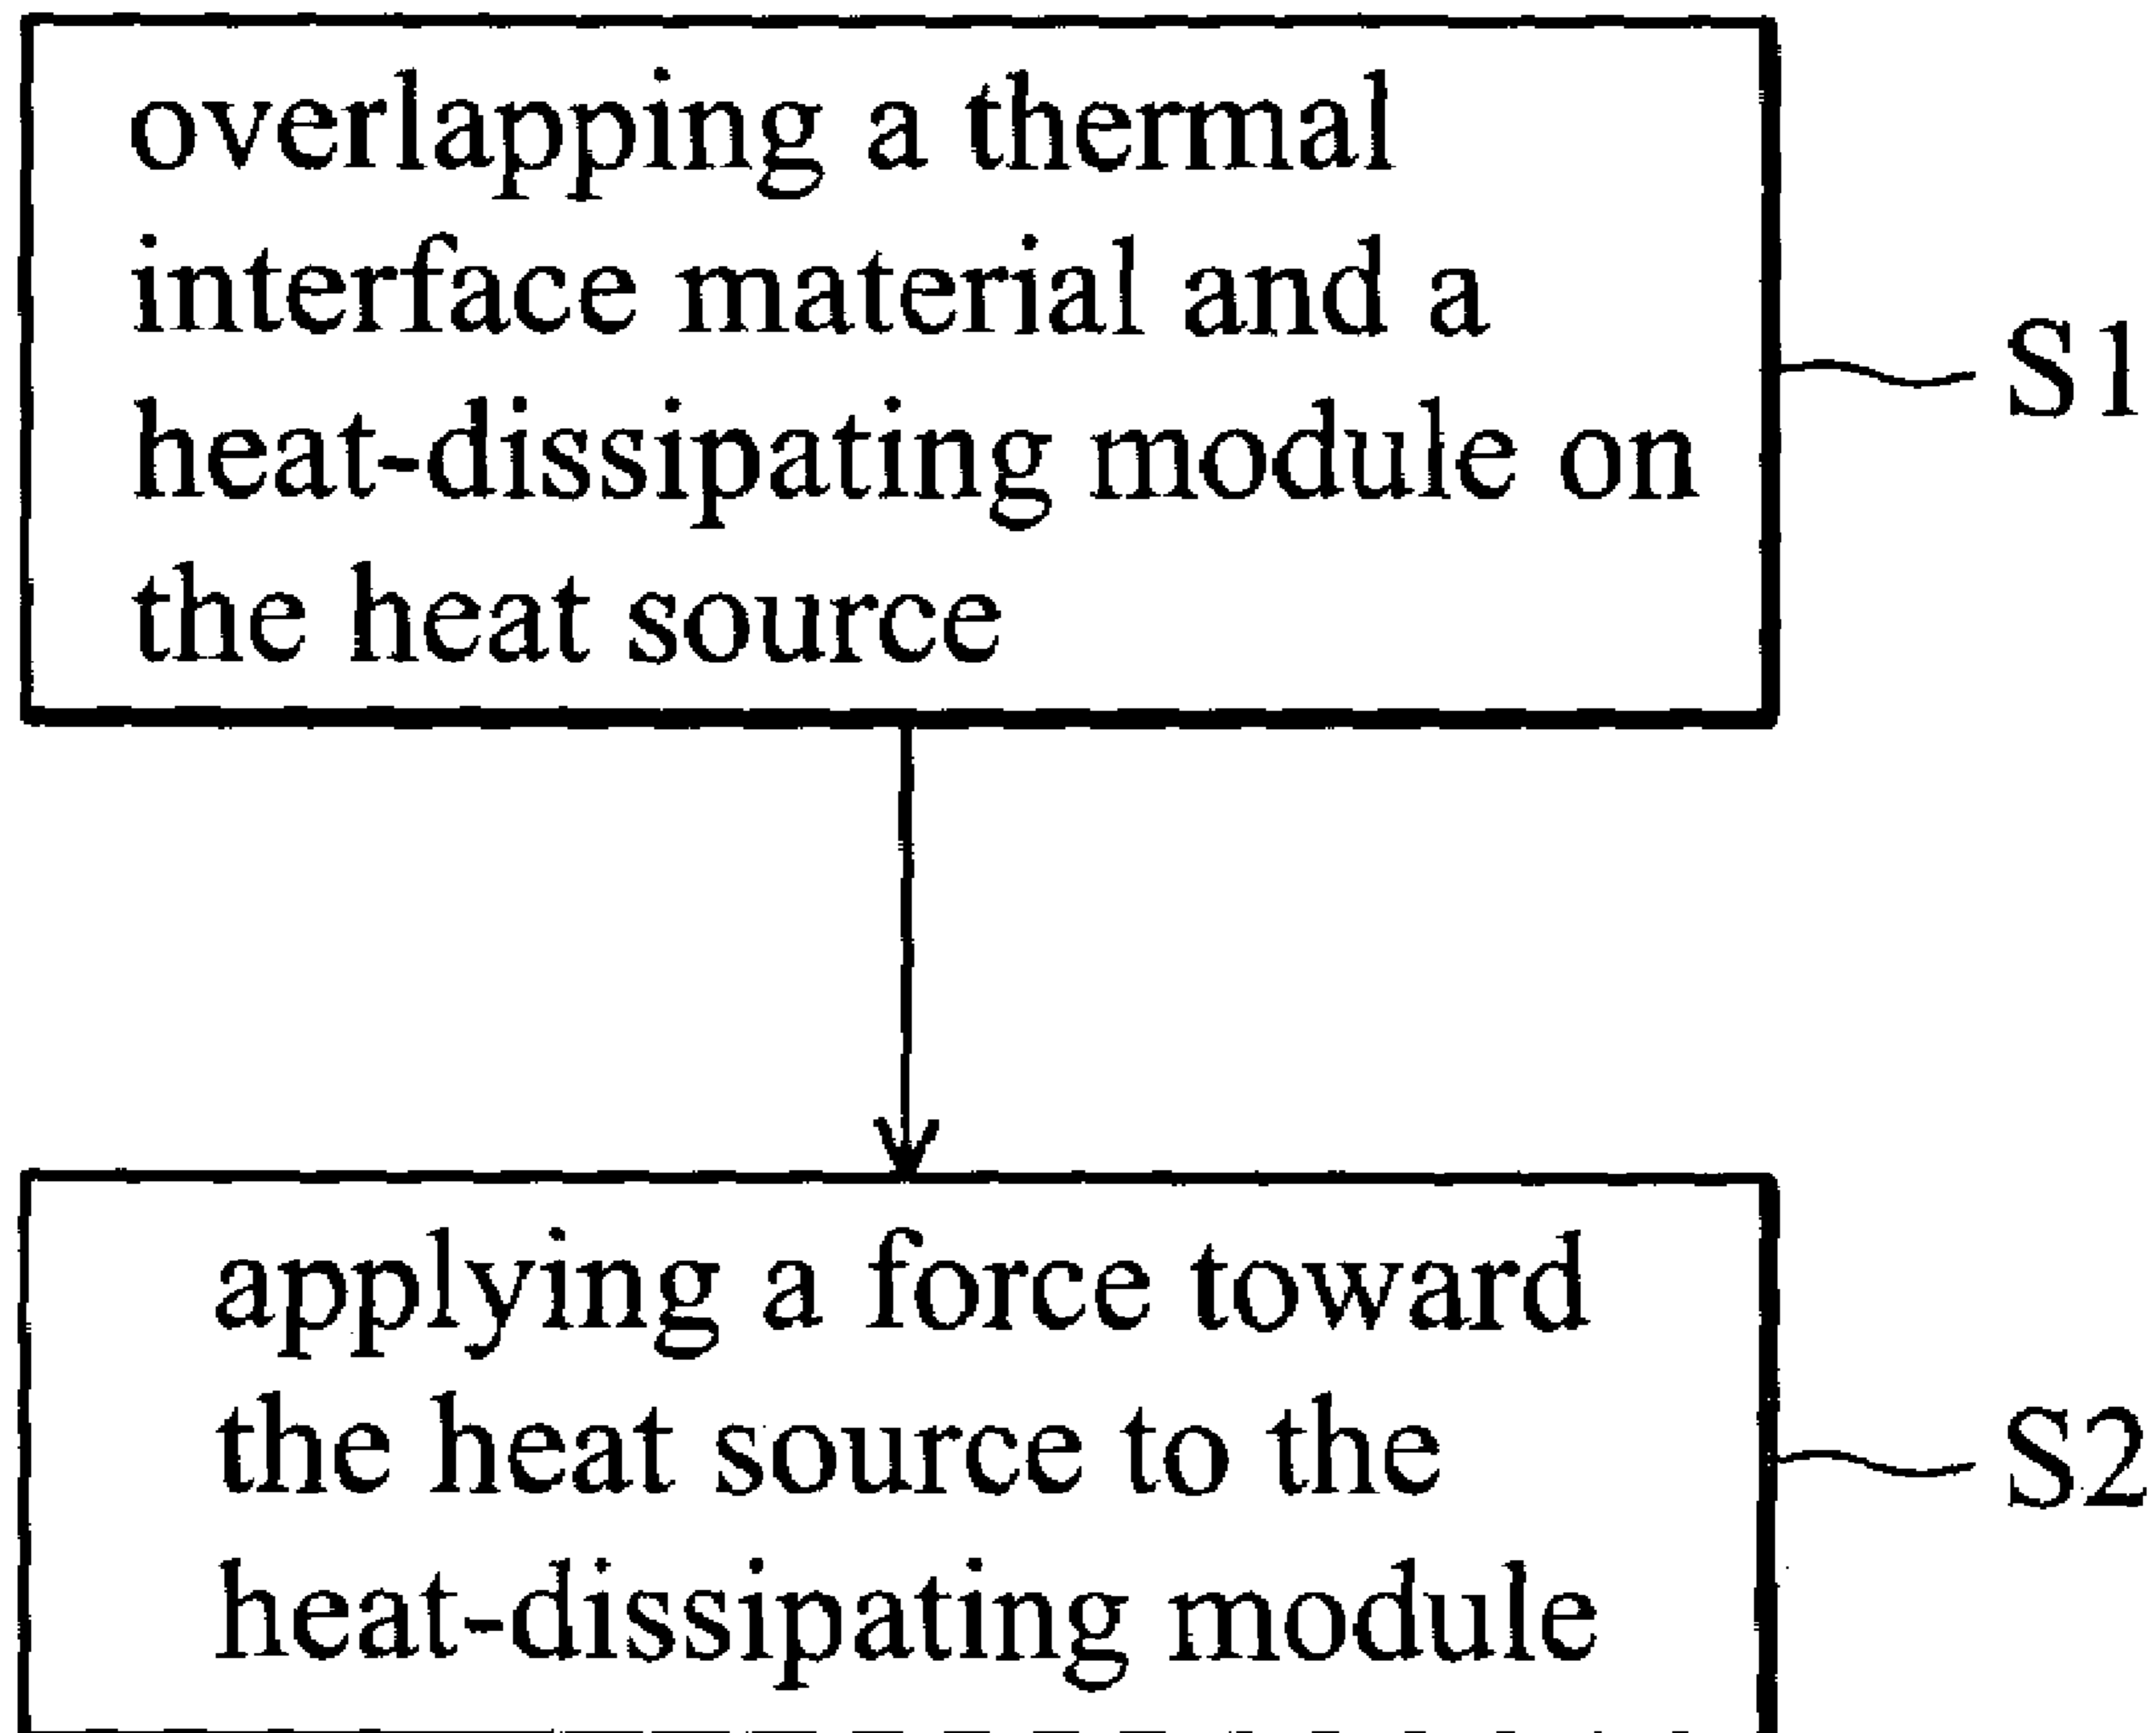 overlapping a thermal
interface material and a
heat-dissipating module on
the heat source
S1
applying a force toward
the heat source to the
heat-dissipating module
S2